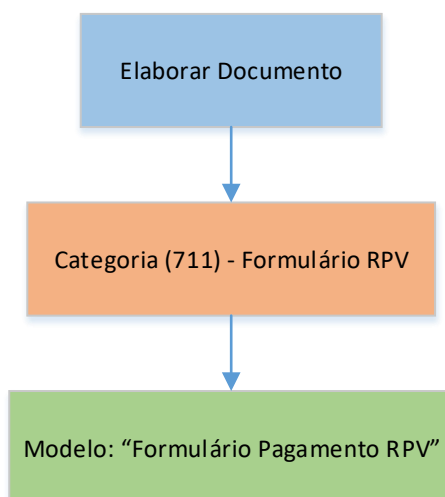 Elaborar Documento
Categoria (711) - Formulário RPV
Modelo: “Formulário Pagamento RPV”